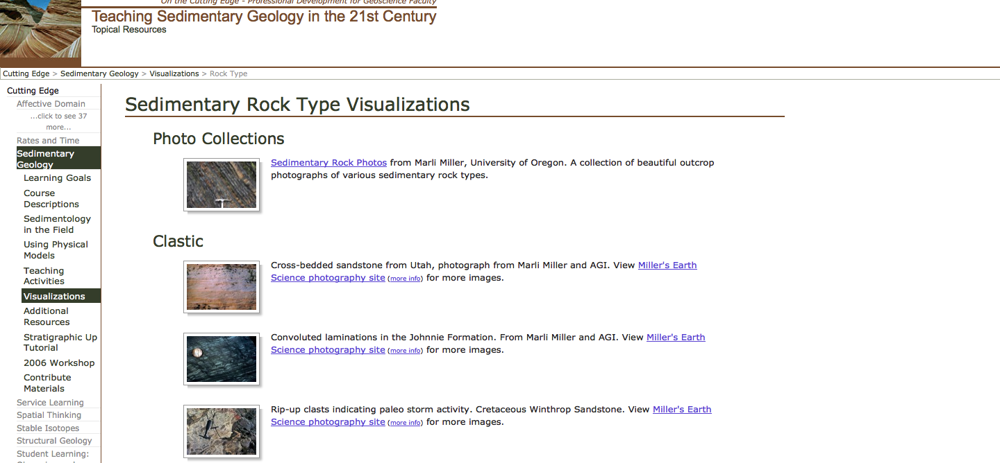 On the Cutting Edge - Professional Development for Geoscience Faculty
Teaching Sedimentary Geology in the 21st Century
Topical Resources
Cutting Edge > Sedimentary Geology > Visualizations > Rock Type
Cutting Edge
Affective Domain
...click to see 37
more...
Rates and Time
Sedimentary
Geology
Learning Goals
Course
Descriptions
Sedimentology
in the Field
Using Physical
Models
Teaching
Activities
Visualizations
Additional
Resources
Stratigraphic Up
Tutorial
2006 Workshop
Contribute
Materials
Service Learning
Spatial Thinking
Stable Isotopes
Structural Geology
Student Learning:
Sedimentary Rock Type Visualizations
Photo Collections
Sedimentary Rock Photos from Marli Miller, University of Oregon. A collection of beautiful outcrop
photographs of various sedimentary rock types.
Clastic
Cross-bedded sandstone from Utah, photograph from Marli Miller and AGI. View Miller's Earth
Science photography site (more info) for more images.
Convoluted laminations in the Johnnie Formation. From Marli Miller and AGI. View Miller's Earth
Science photography site (more info) for more images.
Rip-up clasts indicating paleo storm activity. Cretaceous Winthrop Sandstone. View Miller's Earth
Science photography site (more info) for more images.